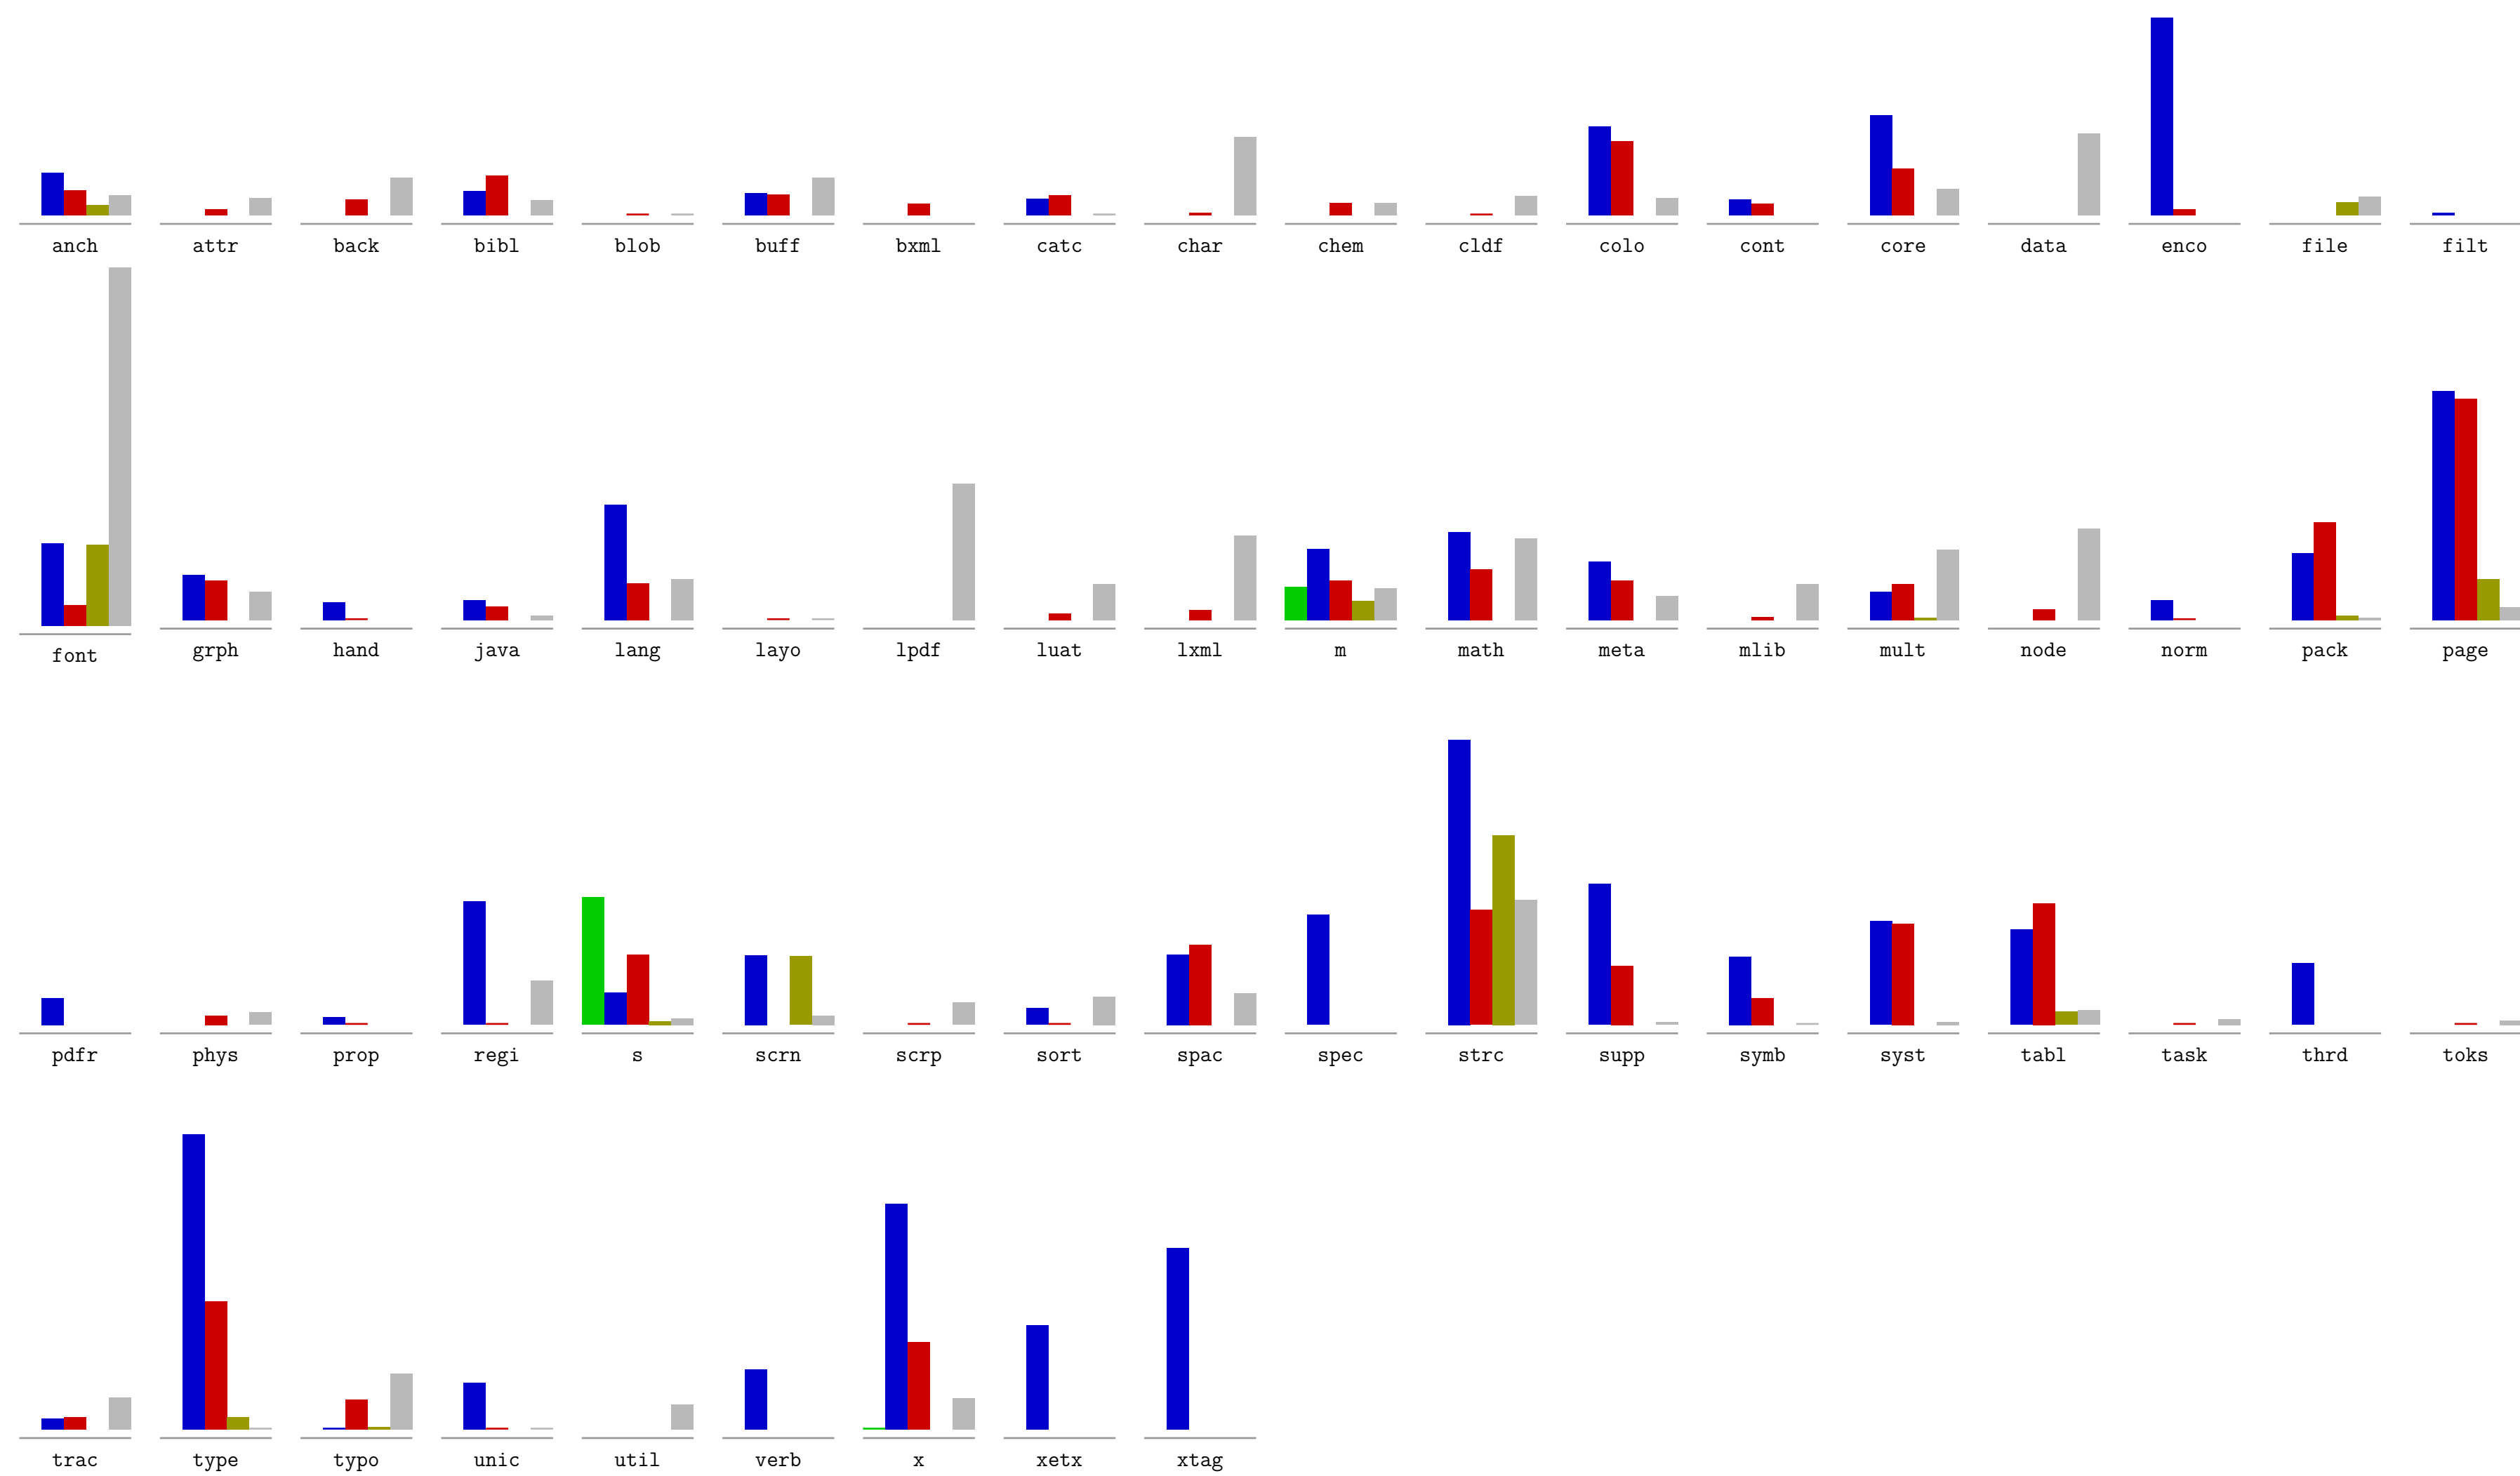 anch attr back bibl blob buff bxml catc char chem cldf colo cont core data enco file filt
font grph hand java lang layo lpdf luat lxml m math meta mlib mult node norm pack page
pdfr phys prop regi s scrn scrp sort spac spec strc supp symb syst tabl task thrd toks
trac type typo unic util verb x xetx xtag